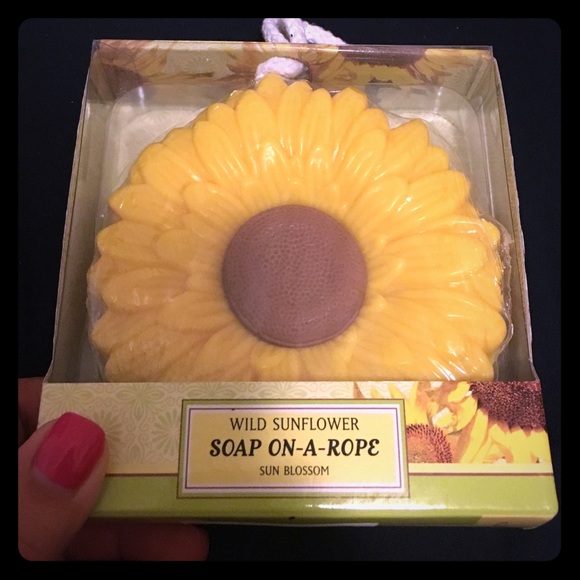 WILD SUNFLOWER
SOAP ON-A-ROPE
SUN BLOSSOM